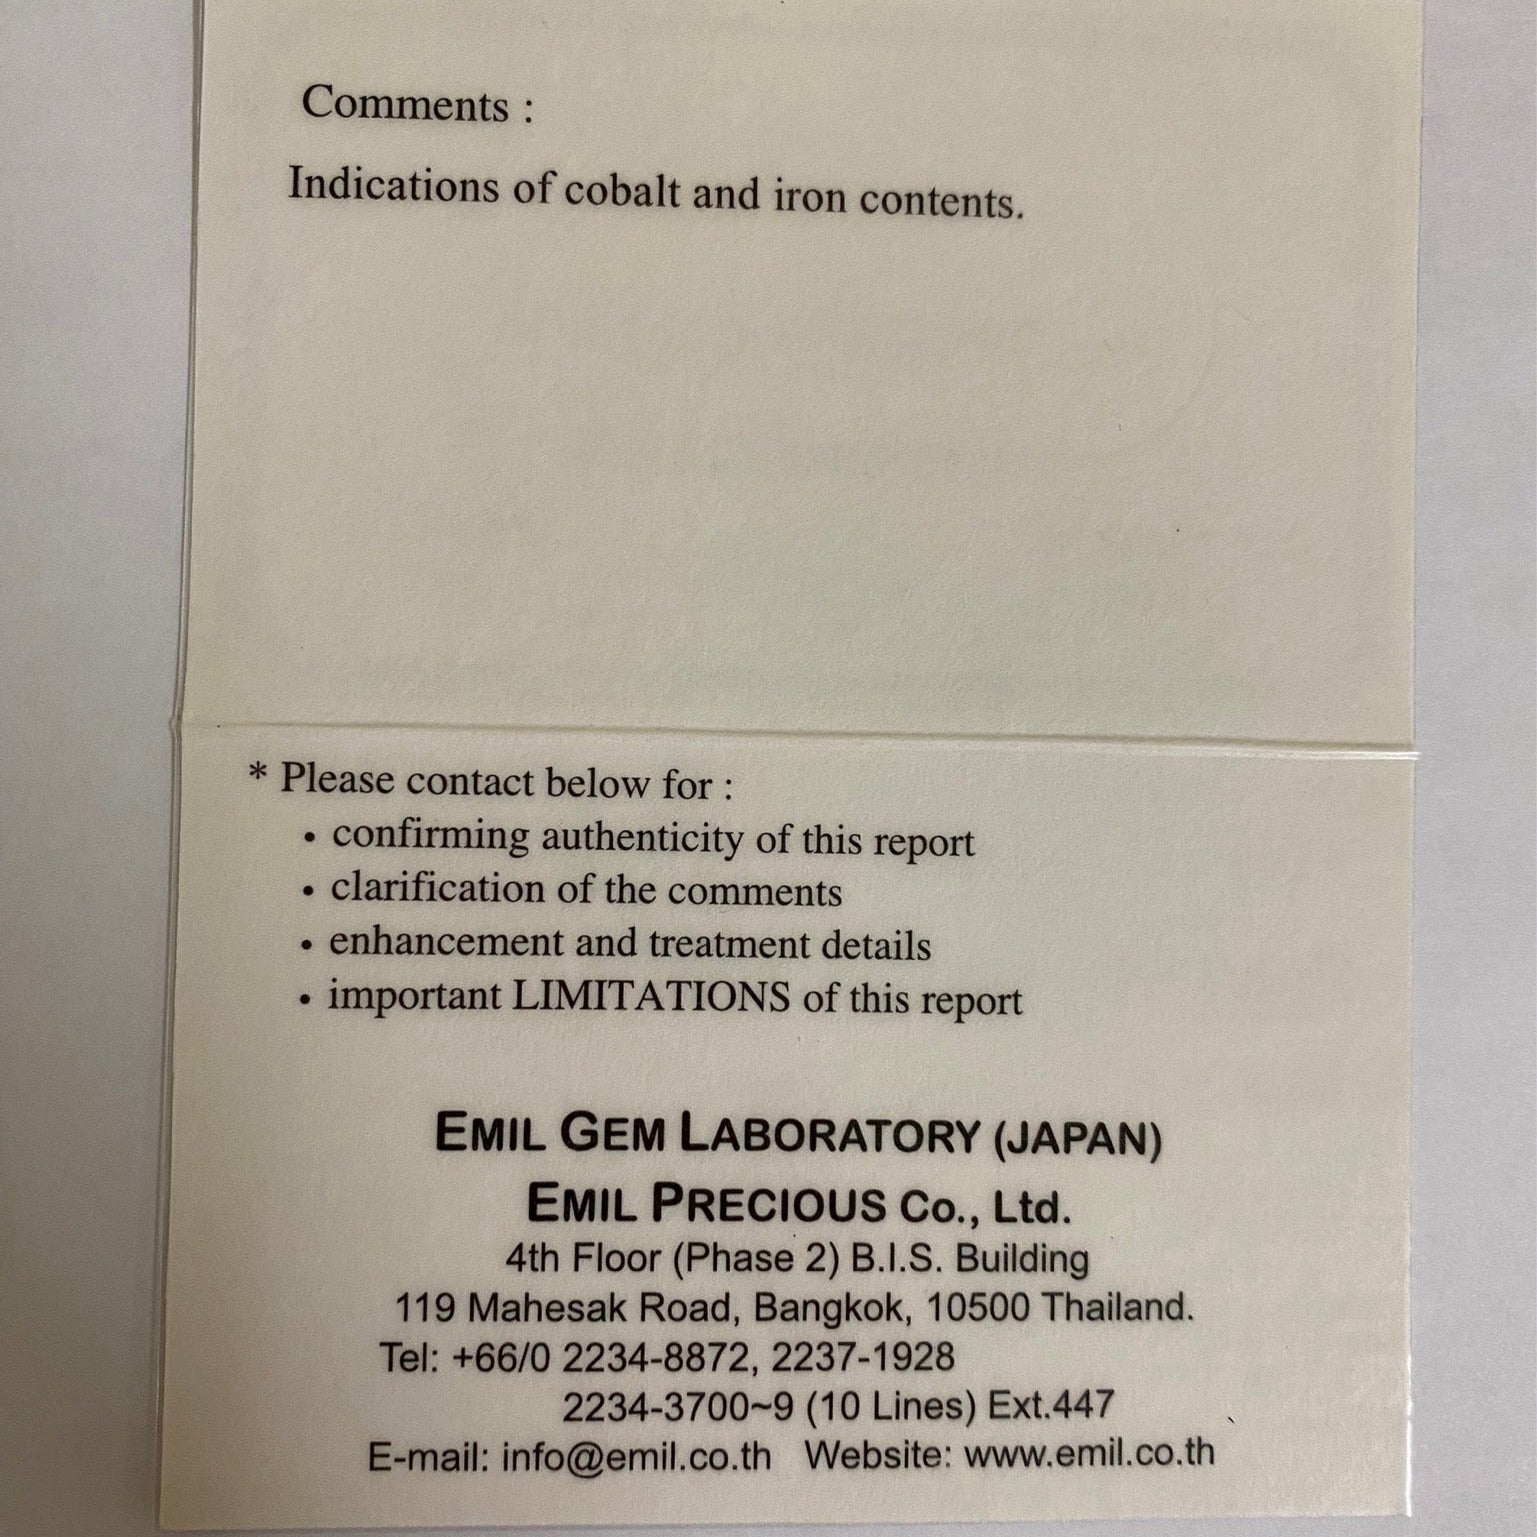 Comments :
Indications of cobalt and iron contents.
* Please contact below for :
• confirming authenticity of this report
• clarification of the comments
• enhancement and treatment details
• important LIMITATIONS of this report
EMIL GEM LABORATORY (JAPAN)
EMIL PRECIOUS Co., Ltd.
4th Floor (Phase 2) B.I.S. Building
119 Mahesak Road, Bangkok, 10500 Thailand.
Tel: +66/0 2234-8872, 2237-1928
2234-3700~9 (10 Lines) Ext.447
E-mail: info@emil.co.th Website: www.emil.co.th